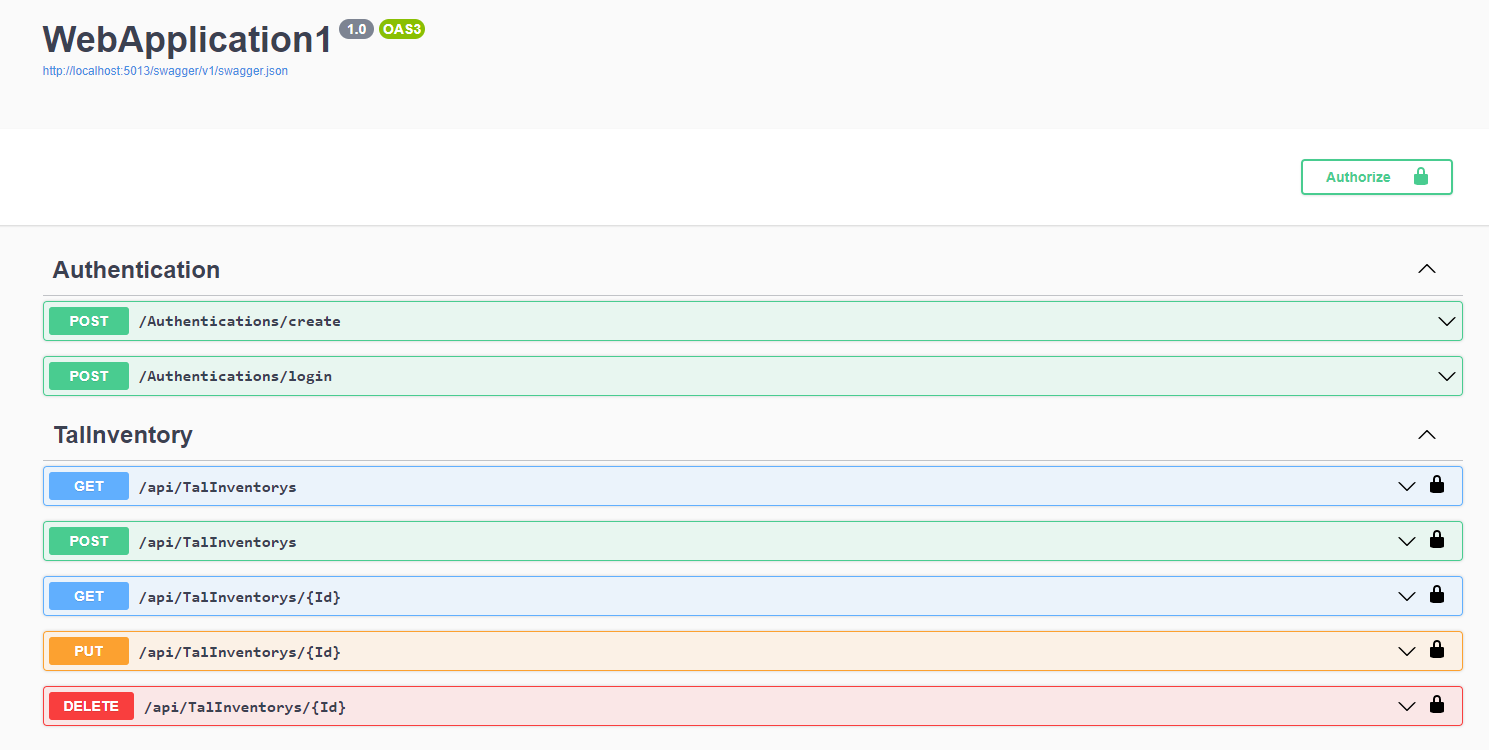 WebApplication1 1.0 OAS3
http://localhost:5013/swagger/v1/swagger.json
Authorize
Authentication
POST /Authentications/create
POST /Authentications/login
TalInventory
GET /api/TalInventorys
POST /api/TalInventorys
GET /api/TalInventorys/{Id}
PUT /api/TalInventorys/{Id}
DELETE /api/TalInventorys/{Id}